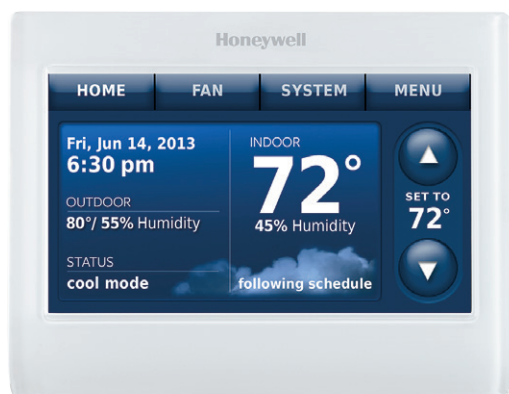 Honeywell
HOME FAN SYSTEM MENU
Fri, Jun 14, 2013
6:30 pm
OUTDOOR
80°/ 55% Humidity
STATUS
cool mode
INDOOR
72°
45% Humidity
following schedule
SET TO
72°